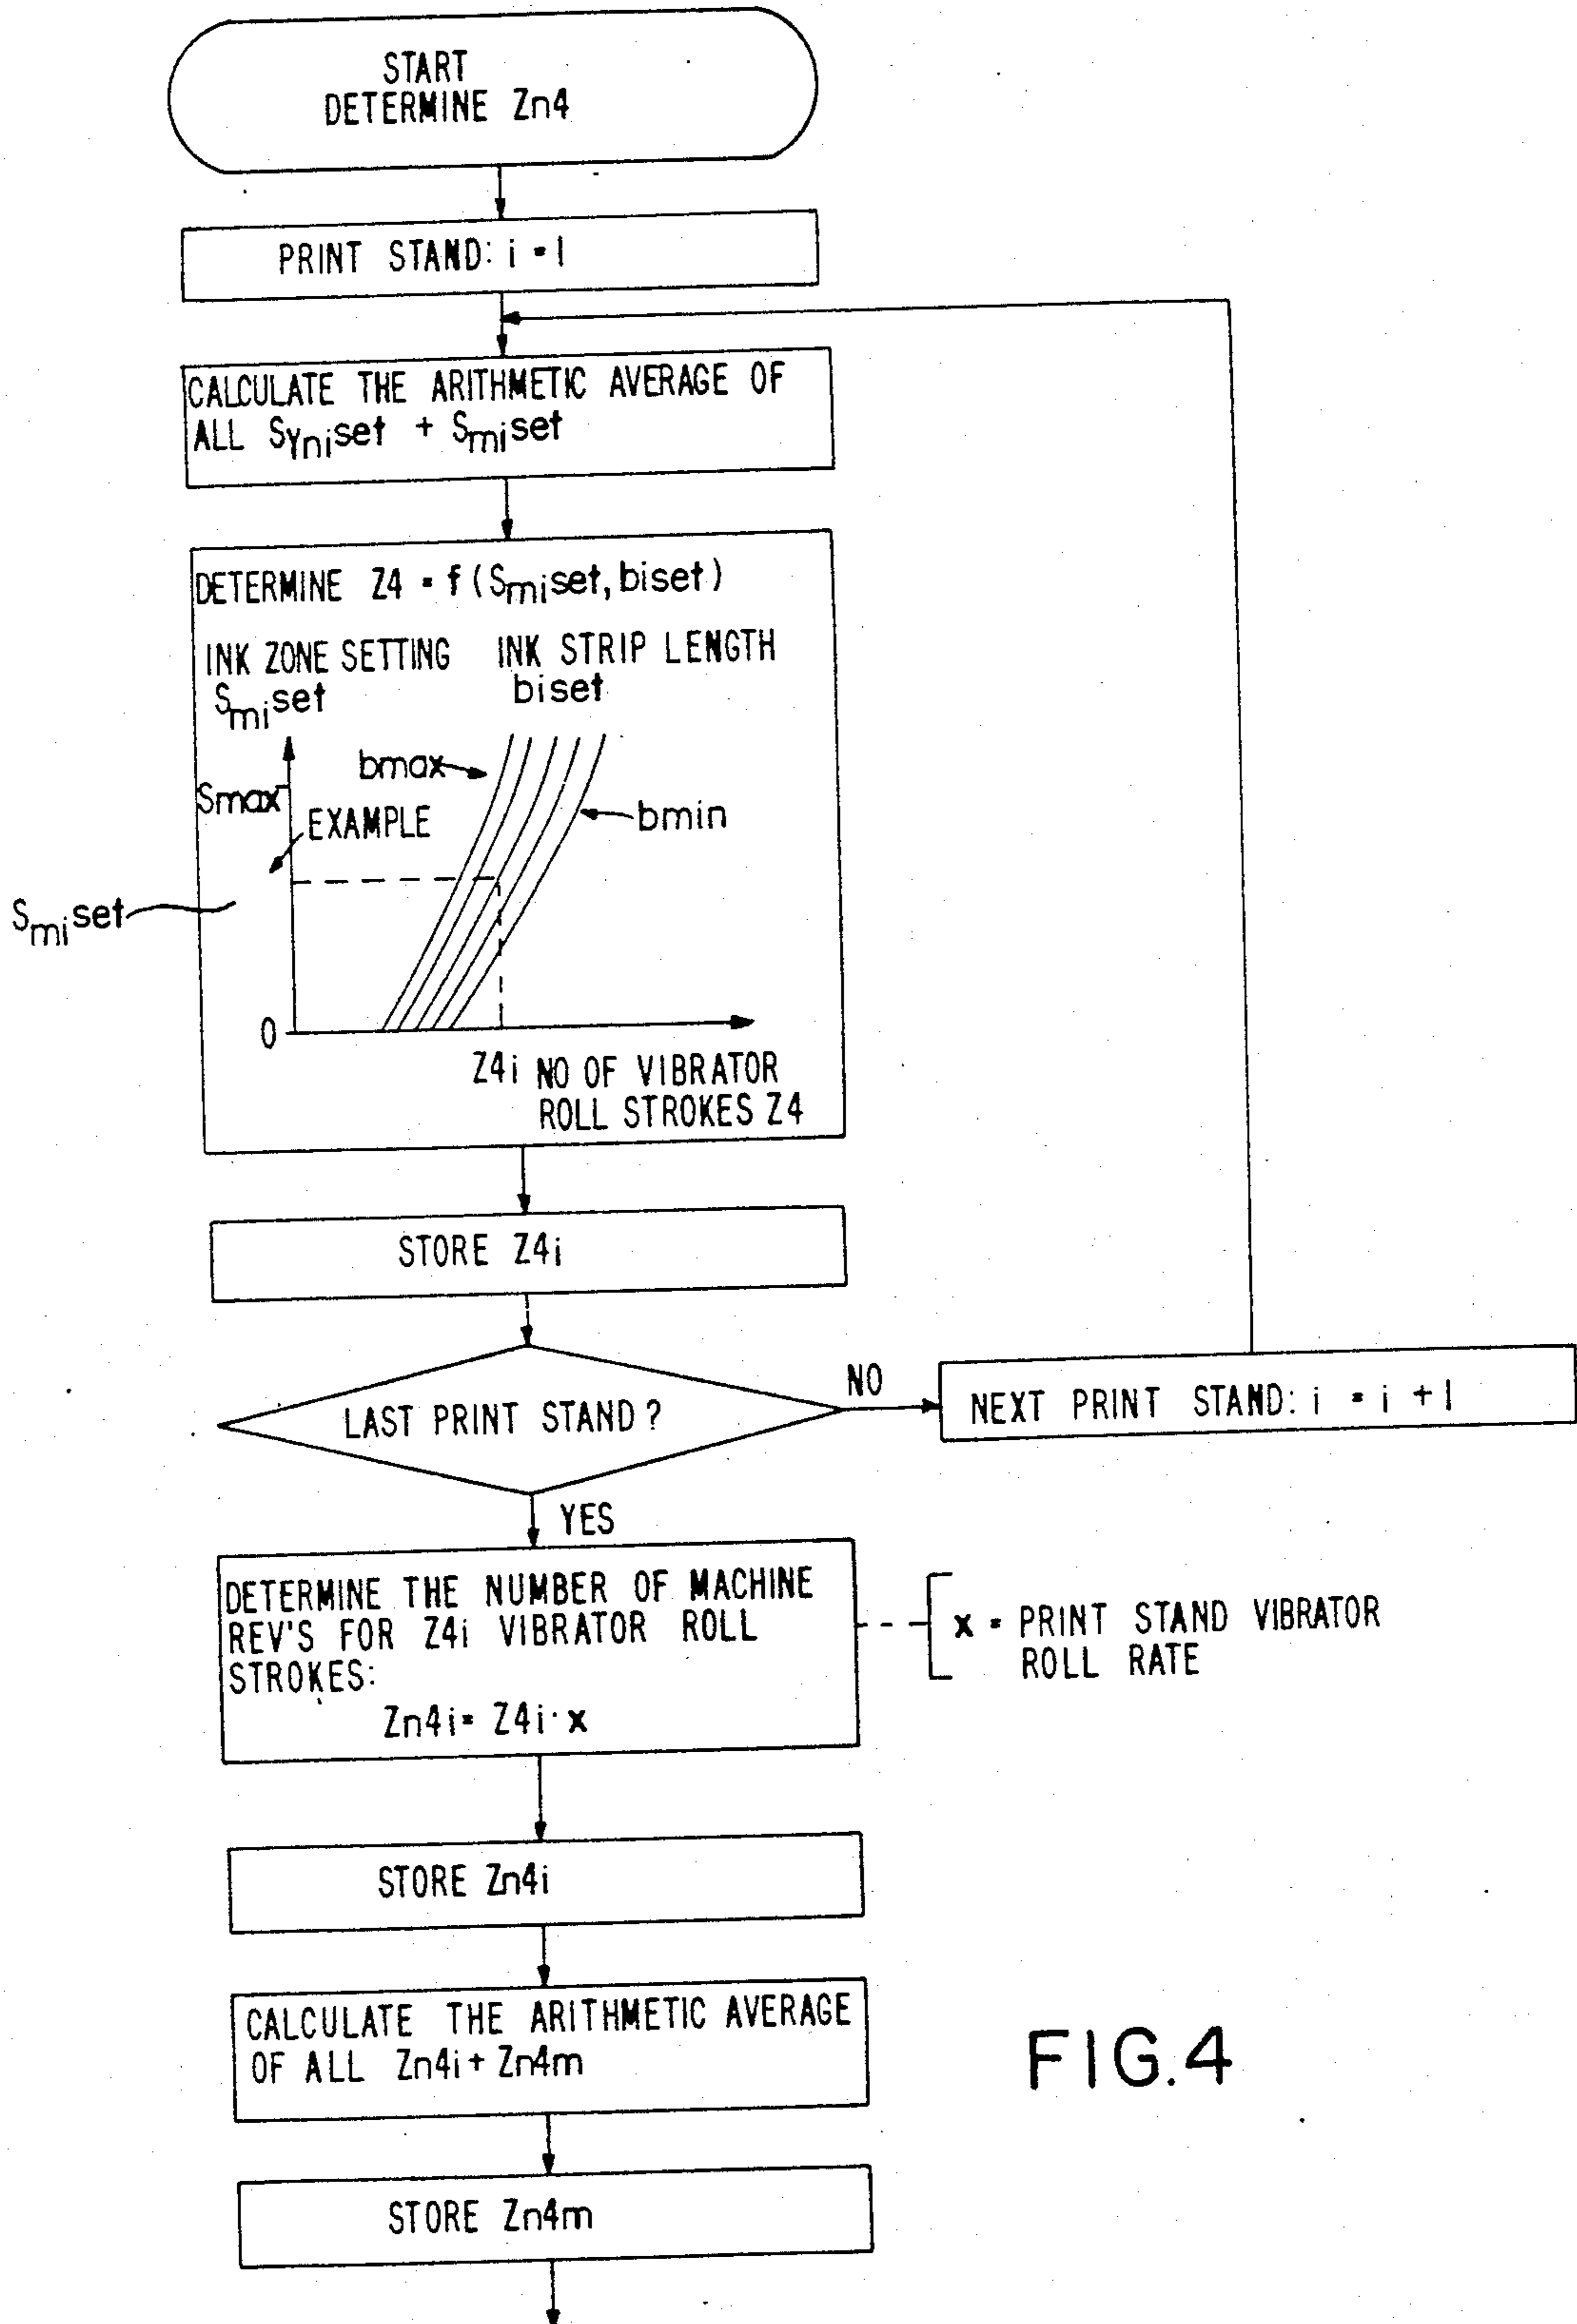 START
DETERMINE Zn4
PRINT STAND: i = 1
CALCULATE THE ARITHMETIC AVERAGE OF
ALL Syniset + Smiset
DETERMINE Z4 = f (Smiset, biset)
INK ZONE SETTING
Smiset
INK STRIP LENGTH
biset
bmax
Smax
EXAMPLE
bmin
Smiset
0
Z4i
NO OF VIBRATOR
ROLL STROKES Z4
STORE Z4i
LAST PRINT STAND?
NO
NEXT PRINT STAND: i = i + 1
YES
DETERMINE THE NUMBER OF MACHINE
REV'S FOR Z4i VIBRATOR ROLL
STROKES:
Zn4i = Z4i · x
x = PRINT STAND VIBRATOR
ROLL RATE
STORE Zn4i
CALCULATE THE ARITHMETIC AVERAGE
OF ALL Zn4i + Zn4m
STORE Zn4m
FIG.4